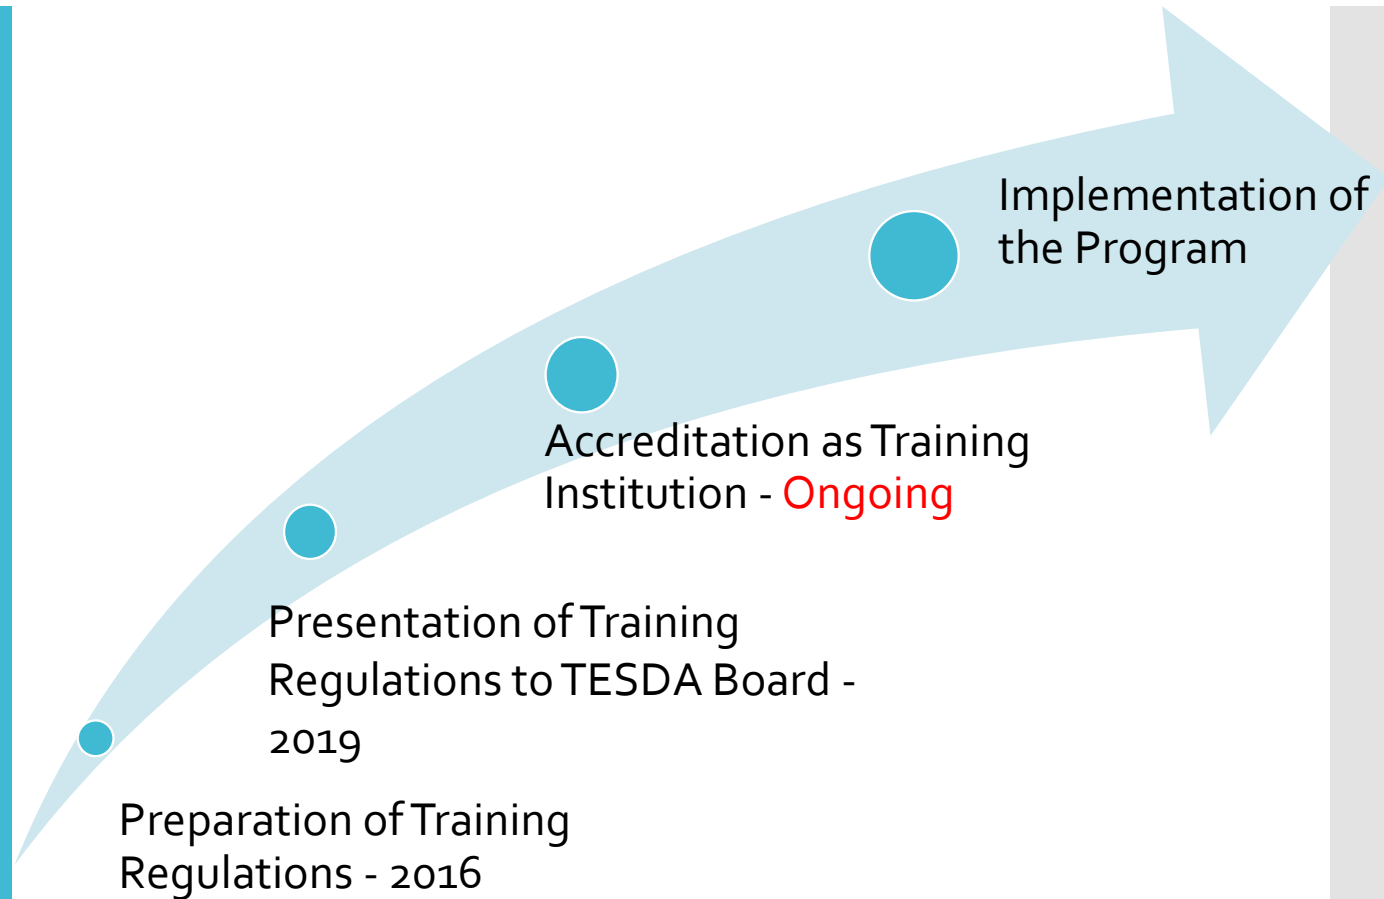 Implementation of
the Program
Accreditation as Training
Institution - Ongoing
Presentation of Training
Regulations to TESDA Board -
2019
Preparation of Training
Regulations - 2016